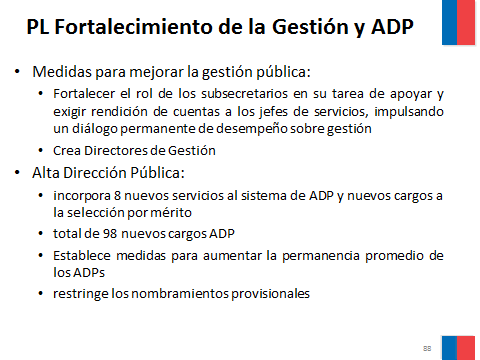 PL Fortalecimiento de la Gestión y ADP
• Medidas para mejorar la gestión pública:
• Fortalecer el rol de los subsecretarios en su tarea de apoyar y
exigir rendición de cuentas a los jefes de servicios, impulsando
un diálogo permanente de desempeño sobre gestión
• Crea Directores de Gestión
• Alta Dirección Pública:
• incorpora 8 nuevos servicios al sistema de ADP y nuevos cargos a
la selección por mérito
• total de 98 nuevos cargos ADP
• Establece medidas para aumentar la permanencia promedio de
los ADPs
• restringe los nombramientos provisionales
88